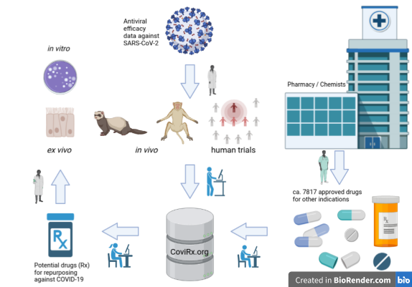 Antiviral
efficacy
data against
SARS-CoV-2
in vitro
Pharmacy / Chemists
ex vivo
in vivo
human trials
ca. 7817 approved drugs
for other indications
Rx
CoviRx.org
Rx
Potential drugs (Rx)
for repurposing
against COVID-19
Created in BioRender.com
bio